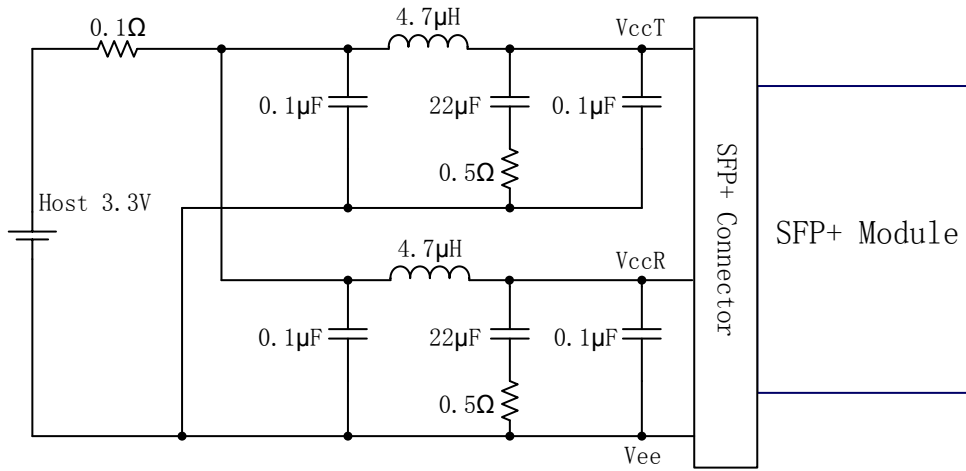 4.7μH
0.1Ω
VccT
0.1μF
22μF
0.1μF
0.5Ω
Host 3.3V
SFP+ Connector
SFP+ Module
4.7μH
VccR
0.1μF
22μF
0.1μF
0.5Ω
Vee